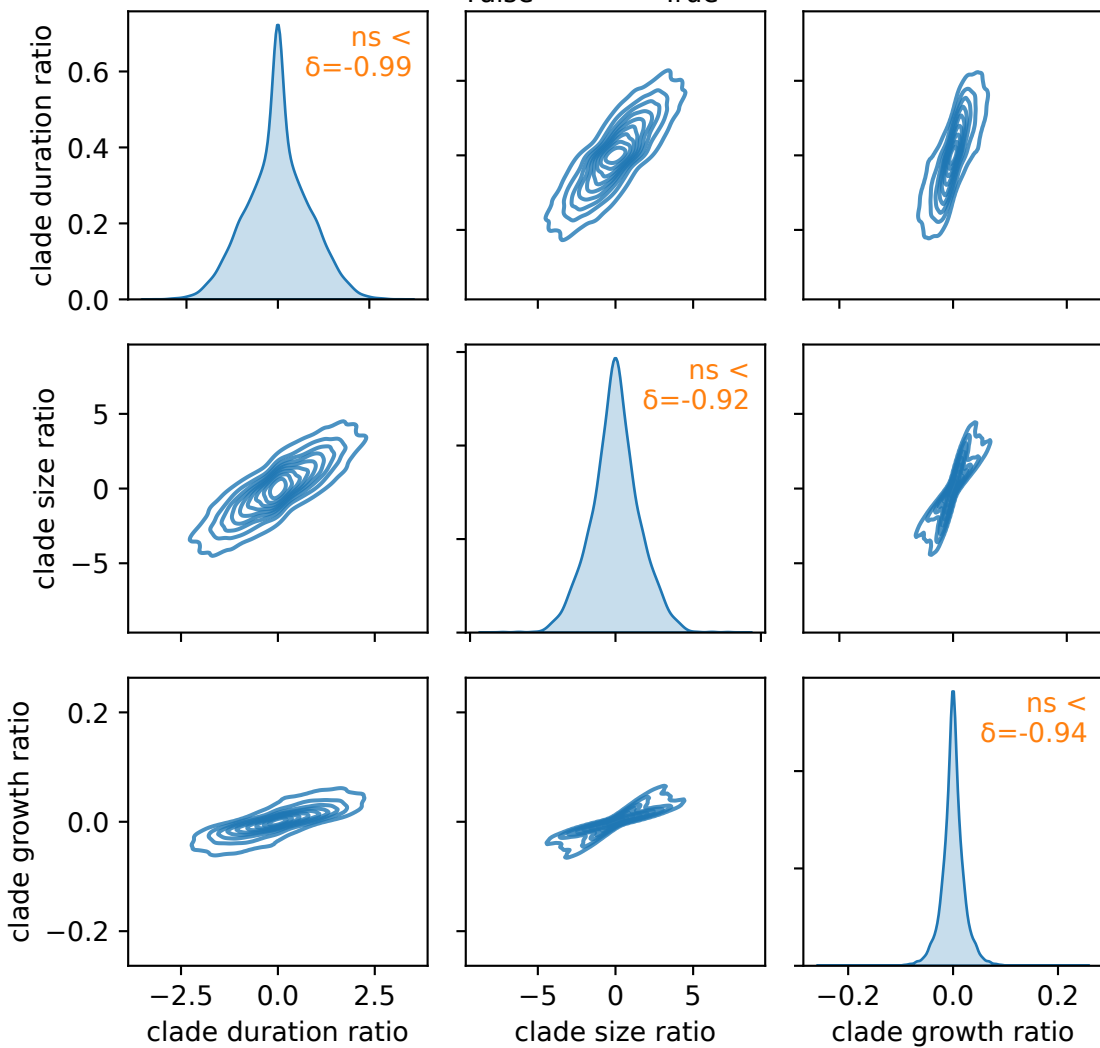 clade duration ratio
0.6
0.4
0.2
0.0
ns <
δ=-0.99
clade size ratio
5
0
−5
ns <
δ=-0.92
clade growth ratio
0.2
0.0
−0.2
ns <
δ=-0.94
−2.5 0.0 2.5
−5 0 5
−0.2 0.0 0.2
clade duration ratio
clade size ratio
clade growth ratio